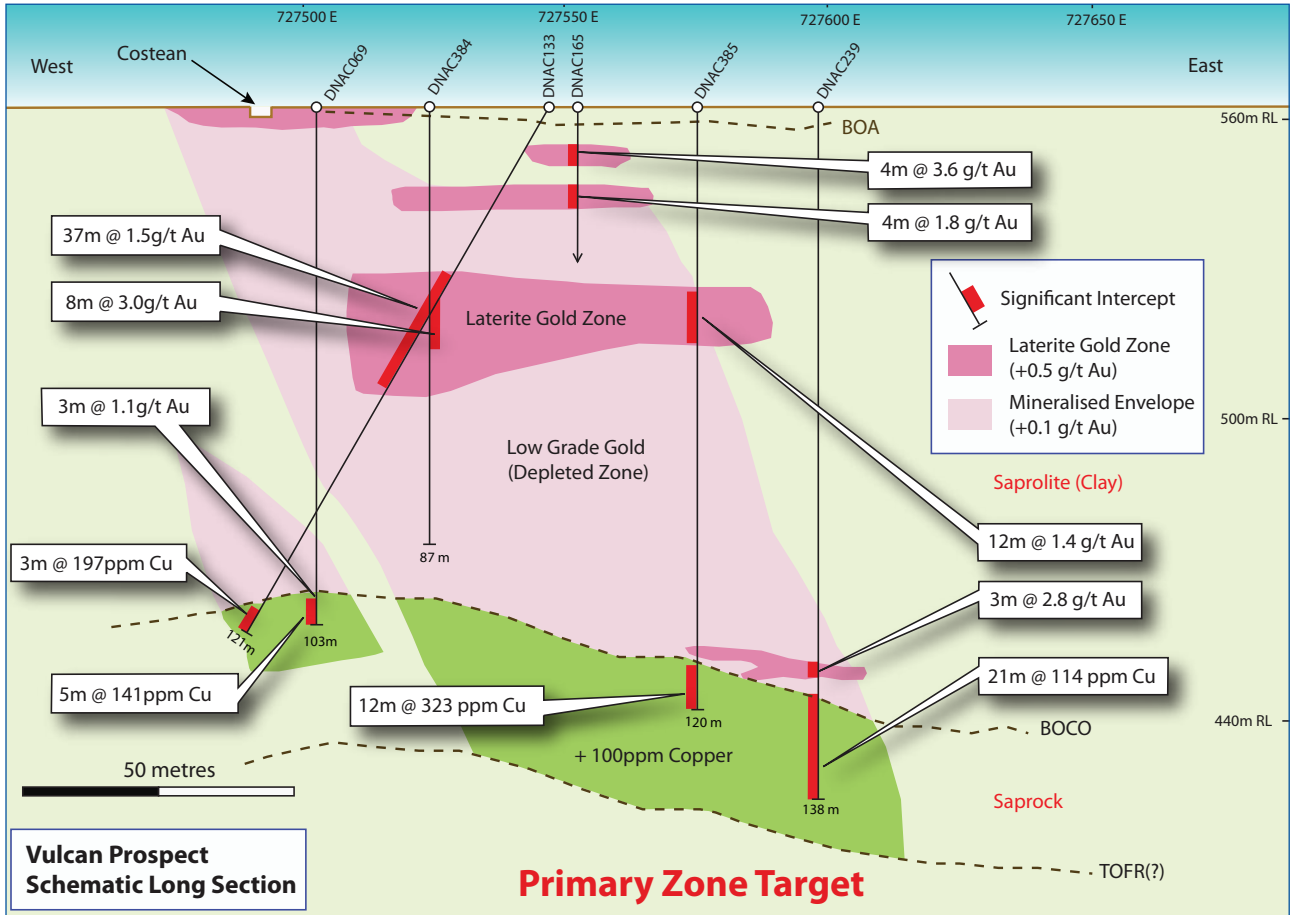 727500 E
727550 E
727600 E
727650 E
West
Costean
DNAC069
DNAC384
DNAC133
DNAC165
DNAC385
DNAC239
East
BOA
560m RL
4m @ 3.6 g/t Au
4m @ 1.8 g/t Au
37m @ 1.5g/t Au
8m @ 3.0g/t Au
Laterite Gold Zone
Significant Intercept
Laterite Gold Zone
(+0.5 g/t Au)
Mineralised Envelope
(+0.1 g/t Au)
3m @ 1.1g/t Au
500m RL
Low Grade Gold
(Depleted Zone)
Saprolite (Clay)
87 m
12m @ 1.4 g/t Au
3m @ 197ppm Cu
3m @ 2.8 g/t Au
121m
103m
5m @ 141ppm Cu
12m @ 323 ppm Cu
21m @ 114 ppm Cu
120 m
440m RL
BOCO
+ 100ppm Copper
50 metres
138 m
Saprock
Vulcan Prospect
Schematic Long Section
Primary Zone Target
TOFR(?)